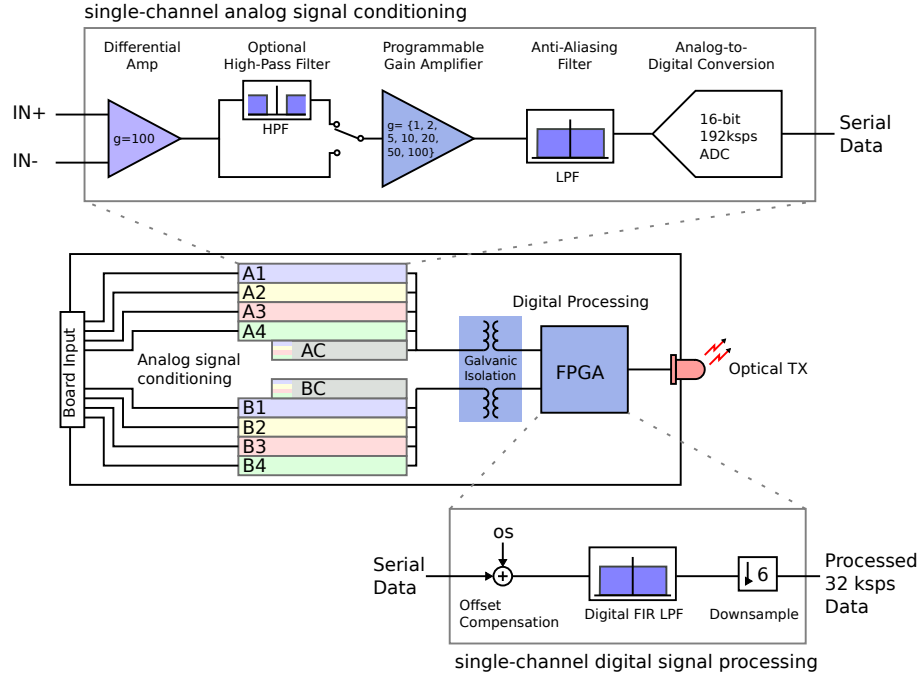 single-channel analog signal conditioning
Differential
Amp
Optional
High-Pass Filter
Programmable
Gain Amplifier
Anti-Aliasing
Filter
Analog-to-
Digital Conversion
IN+
IN-
g=100
HPF
g= {1, 2,
5, 10, 20,
50, 100}
LPF
16-bit
192ksps
ADC
Serial
Data
Board Input
A1
A2
A3
A4
AC
Analog signal
conditioning
BC
B1
B2
B3
B4
Galvanic
Isolation
Digital Processing
FPGA
Optical TX
Serial
Data
os
+
Offset
Compensation
Digital FIR LPF
6
Downsample
Processed
32 ksps
Data
single-channel digital signal processing